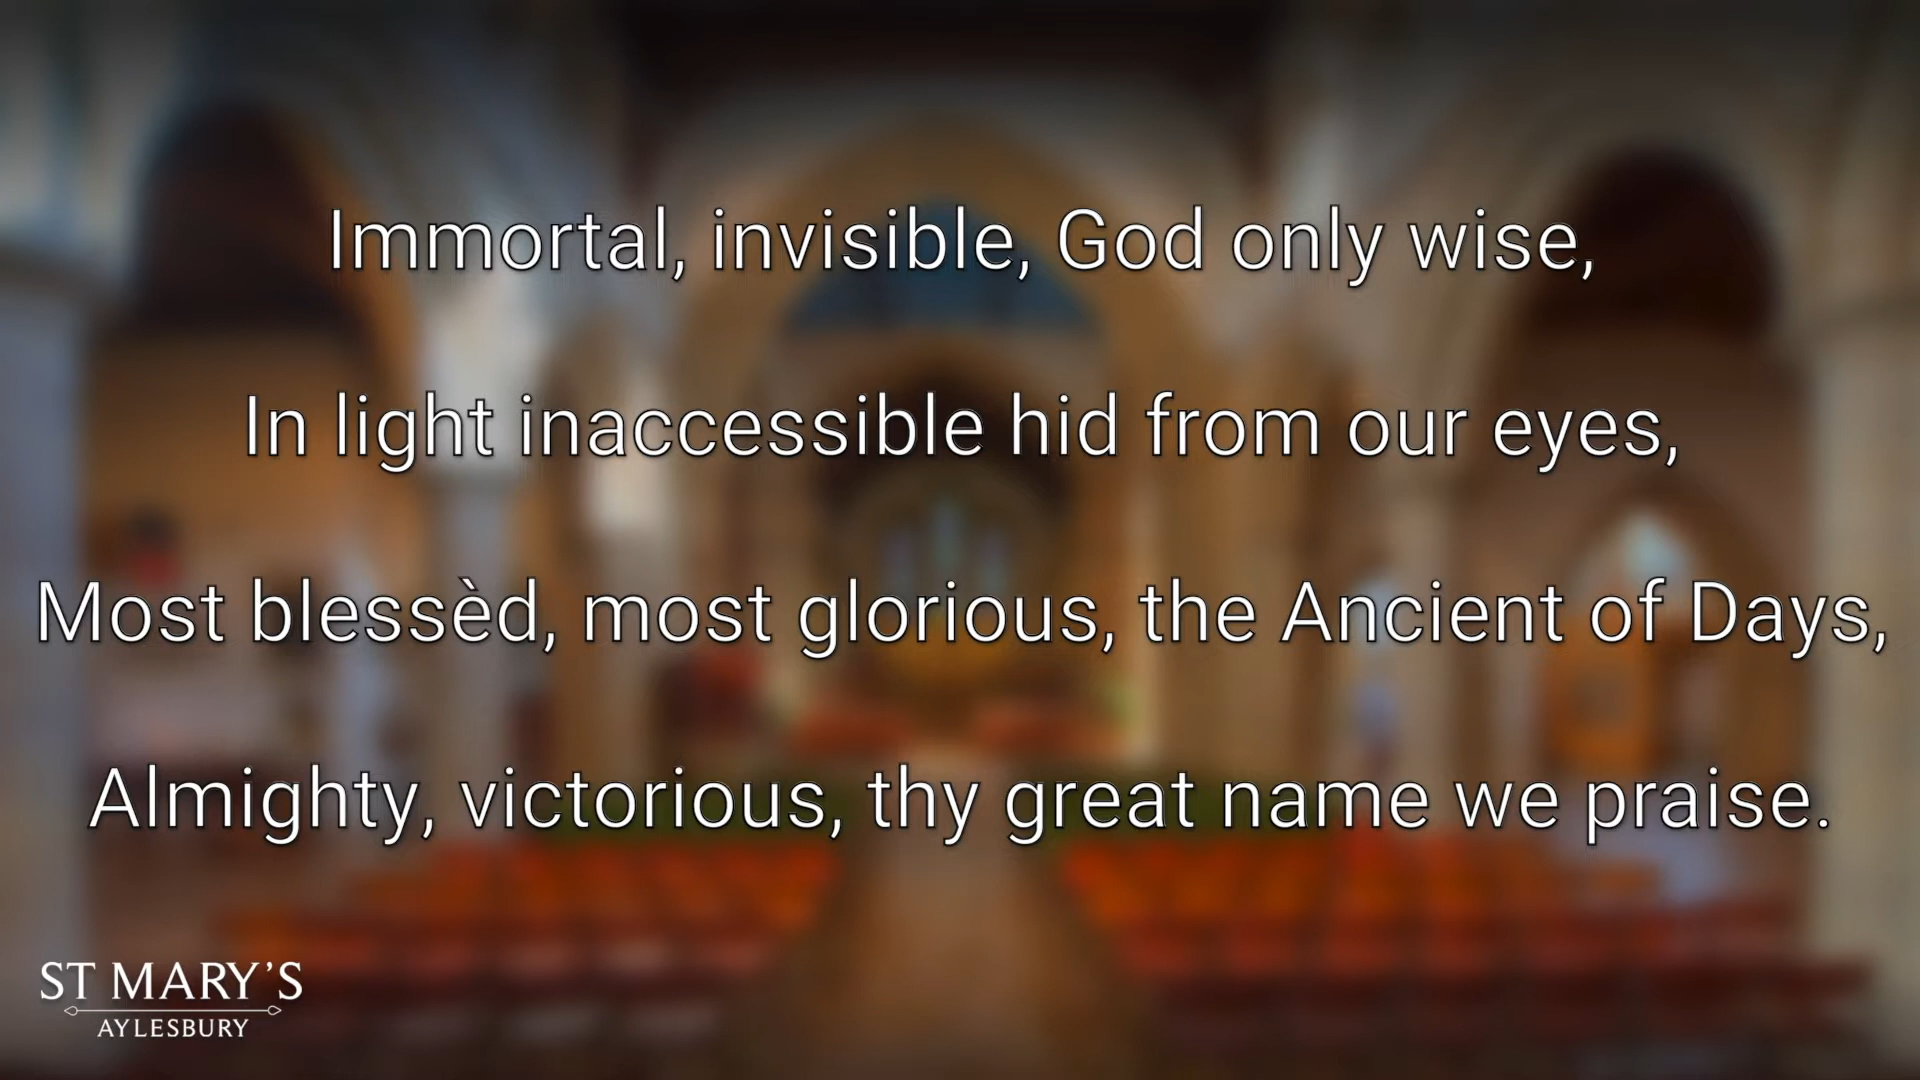 Immortal, invisible, God only wise,
In light inaccessible hid from our eyes,
Most blessèd, most glorious, the Ancient of Days,
Almighty, victorious, thy great name we praise.
ST MARY'S
AYLESBURY